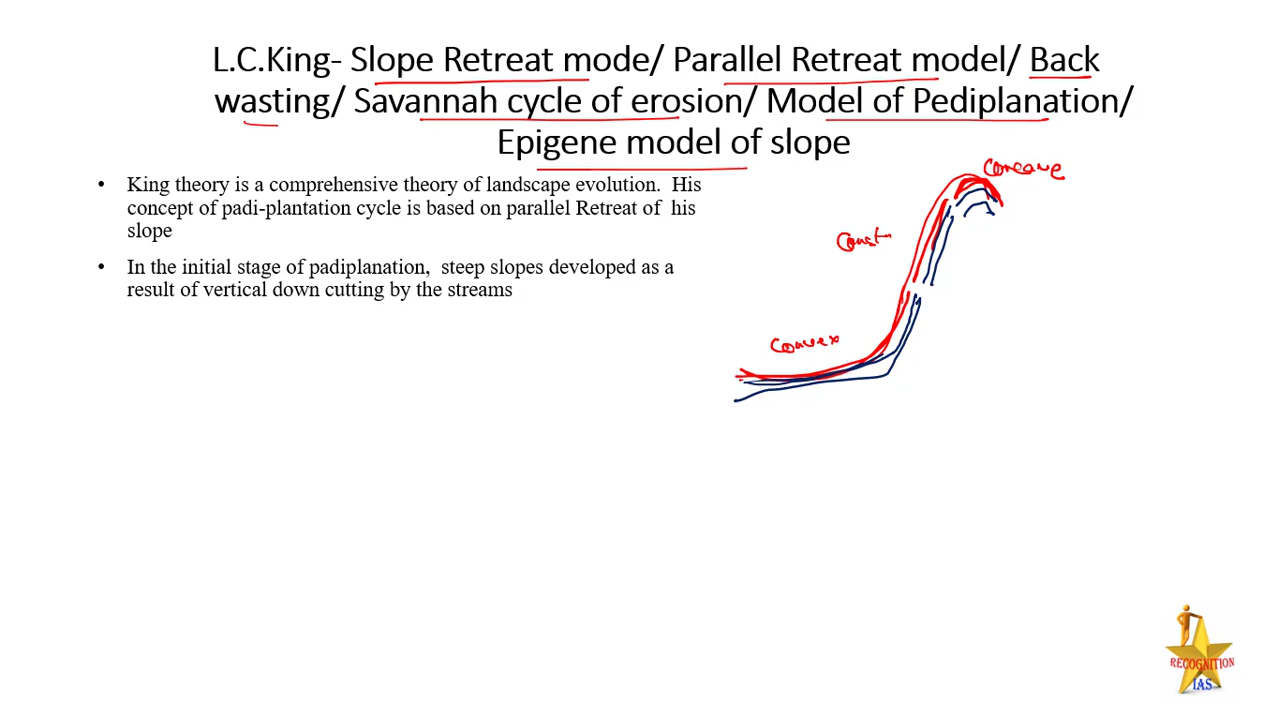 L.C.King- Slope Retreat mode/ Parallel Retreat model/ Back
wasting/ Savannah cycle of erosion/ Model of Pediplanation/
Epigene model of slope
• King theory is a comprehensive theory of landscape evolution. His
concept of padi-plantation cycle is based on parallel Retreat of his
slope
• In the initial stage of padiplanation, steep slopes developed as a
result of vertical down cutting by the streams
Concave
Const
Convex
RECOGNITION
IAS